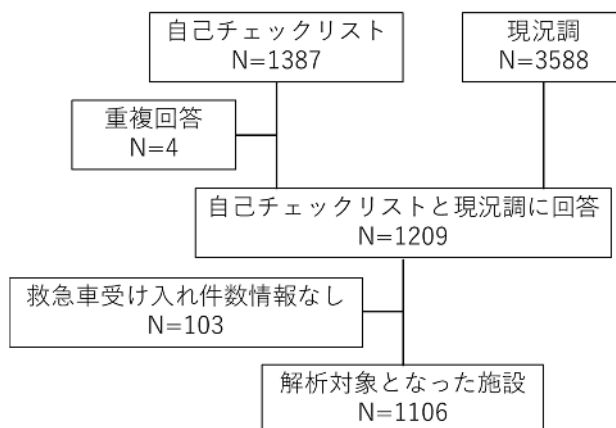 自己チェックリスト
N=1387
現況調
N=3588
重複回答
N=4
自己チェックリストと現況調に回答
N=1209
救急車受け入れ件数情報なし
N=103
解析対象となった施設
N=1106